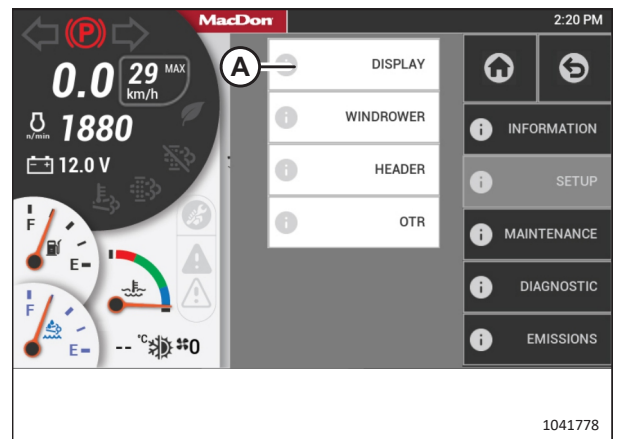 MacDon
2:20 PM
P
0.0 29 MAX
km/h
A
DISPLAY
n/min 1880
WINDROWER
INFORMATION
12.0 V
HEADER
SETUP
OTR
F
MAINTENANCE
E
DIAGNOSTIC
F
E
-- °C 0
EMISSIONS
1041778